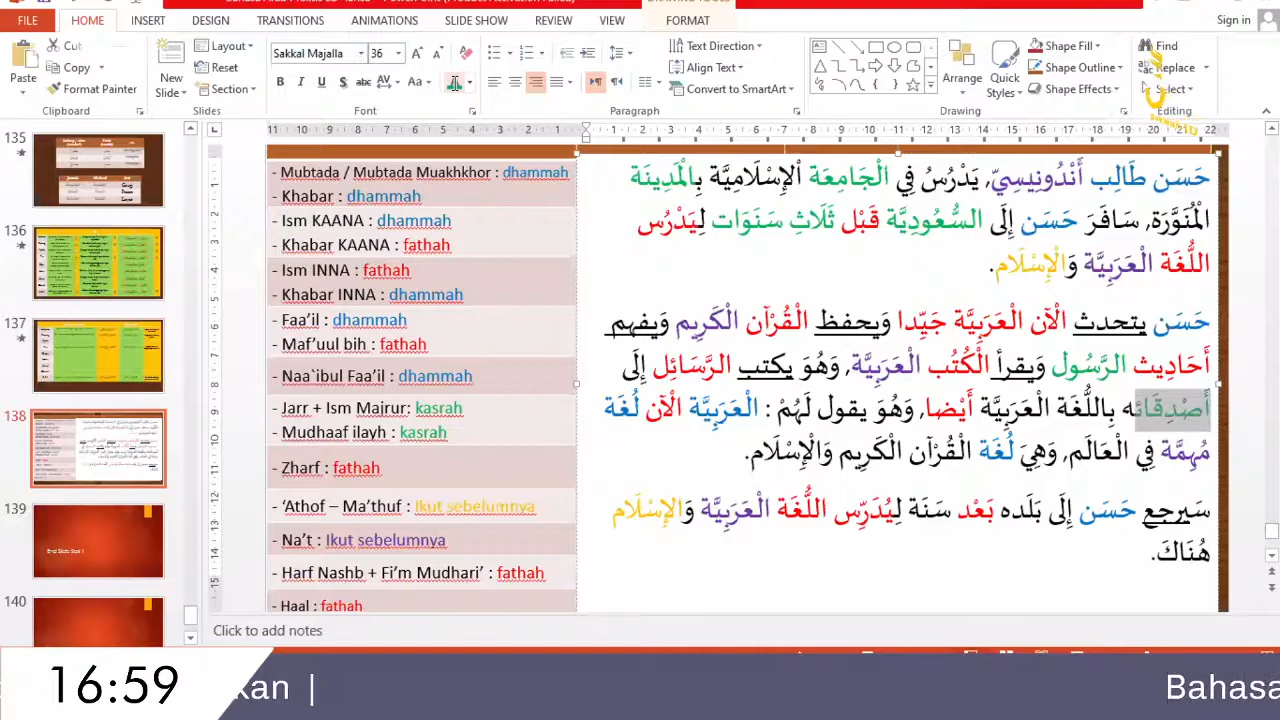 FILE HOME INSERT DESIGN TRANSITIONS ANIMATIONS SLIDE SHOW REVIEW VIEW FORMAT Sign in
Paste Cut Copy Format Painter Clipboard
New Slide Layout Reset Section Slides
Sakkal Majalla 36 Font
Text Direction Align Text Convert to SmartArt Paragraph
Arrange Quick Styles Shape Fill Shape Outline Shape Effects Drawing
Find Replace Select Editing
135
136
137
138
139
140
- Mubtada / Mubtada Muakhkhor : dhammah
- Khabar : dhammah
- Ism KAANA : dhammah
- Khabar KAANA : fathah
- Ism INNA : fathah
- Khabar INNA : dhammah
- Faa’il : dhammah
- Maf’uul bih : fathah
- Naa`ibul Faa’il : dhammah
- Jarr + Ism Majrur: kasrah
- Mudhaaf ilayh : kasrah
- Zharf : fathah
- ‘Athof – Ma’thuf : Ikut sebelumnya
- Na’t : Ikut sebelumnya
- Harf Nashb + Fi’m Mudhari’ : fathah
- Haal : fathah
حَسَن طَالِب أَنْدُونِيسِيّ, يَدْرُسُ فِي الْجَامِعَة الْإِسْلَامِيَّة بِالْمَدِينَة
الْمُنَوَّرَة, سَافَرَ حَسَن إِلَى السُّعُودِيَّة قَبْل ثَلَاثِ سَنَوَات لِيَدْرُس
اللُّغَة الْعَرَبِيَّة وَالْإِسْلَام.
حَسَن يتحدث الْآن الْعَرَبِيَّة جَيِّدا وَيحفظ الْقُرْآن الْكَرِيم وَيفهم
أَحَادِيث الرَّسُول وَيقرأ الْكُتُب الْعَرَبِيَّة, وَهُوَ يكتب الرَّسَائِل إِلَى
أَصْدِقَائه بِاللُّغَة الْعَرَبِيَّة أَيْضا, وَهُوَ يقول لَهُمْ : الْعَرَبِيَّة الْآن لُغَة
مُهِمَّه فِي الْعَالَم, وَهِيَ لُغَة الْقُرْآن الْكَرِيم وَالْإِسْلَام.
سَيرجع حَسَن إِلَى بَلَده بَعْد سَنَة لِيُدَرِّس اللُّغَة الْعَرَبِيَّة وَالإِسْلَام
هُنَاكَ.
Click to add notes
16:59 kan | Bahasa